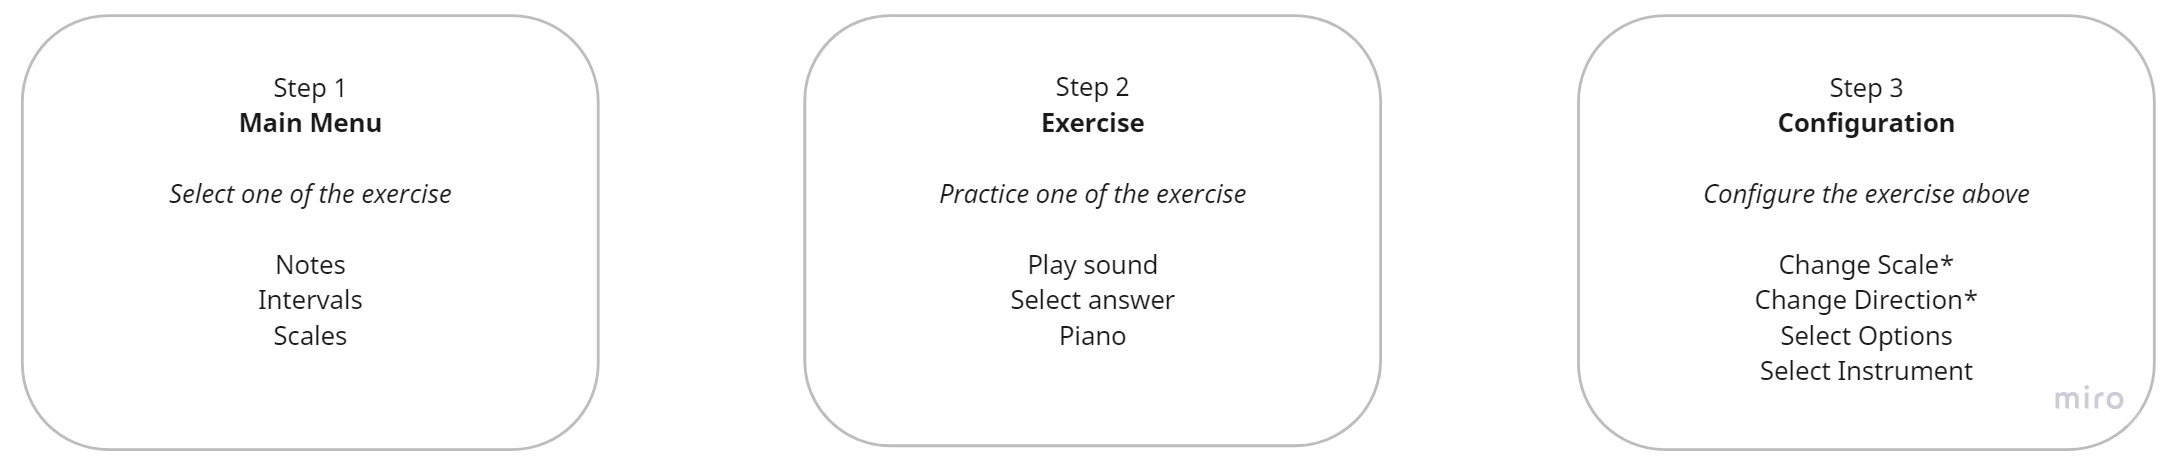 Step 1
Main Menu
Select one of the exercise
Notes
Intervals
Scales
Step 2
Exercise
Practice one of the exercise
Play sound
Select answer
Piano
Step 3
Configuration
Configure the exercise above
Change Scale*
Change Direction*
Select Options
Select Instrument
miro